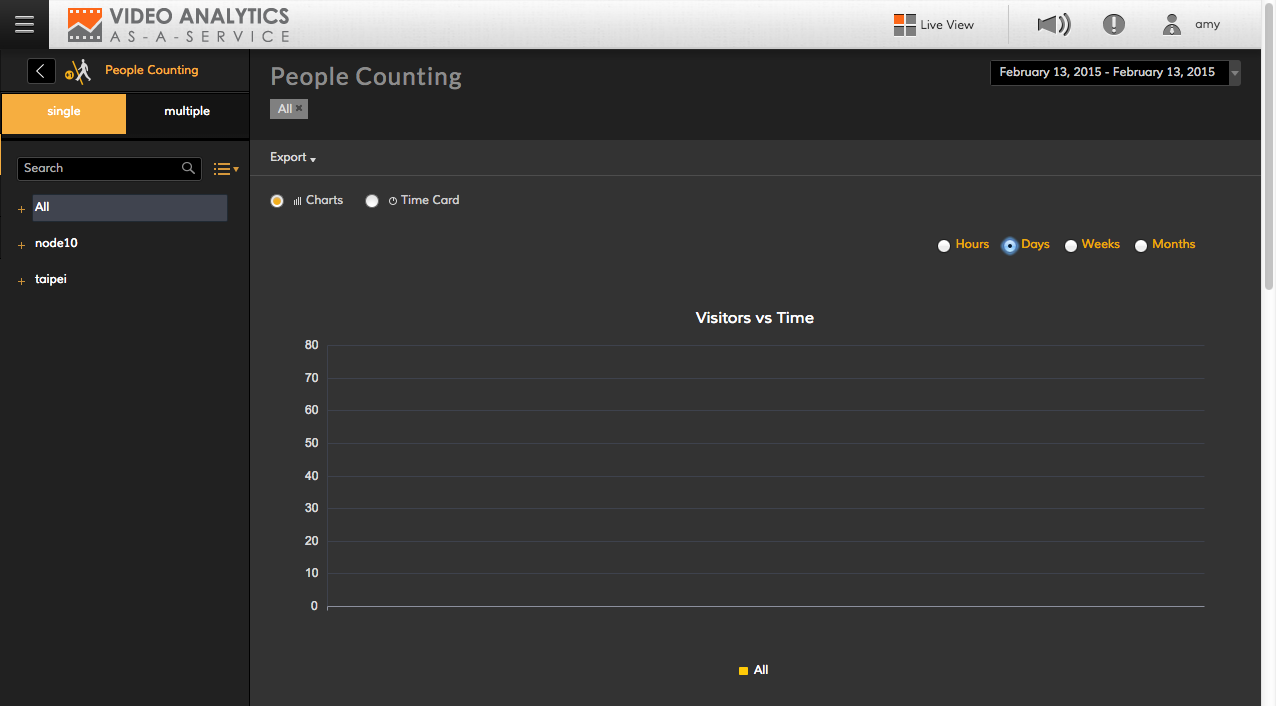 VIDEO ANALYTICS
AS-A-SERVICE
Live View
amy
People Counting
single
multiple
Search
All
node10
taipei
People Counting
February 13, 2015 - February 13, 2015
All ×
Export
Charts
Time Card
Hours
Days
Weeks
Months
Visitors vs Time
80
70
60
50
40
30
20
10
0
All